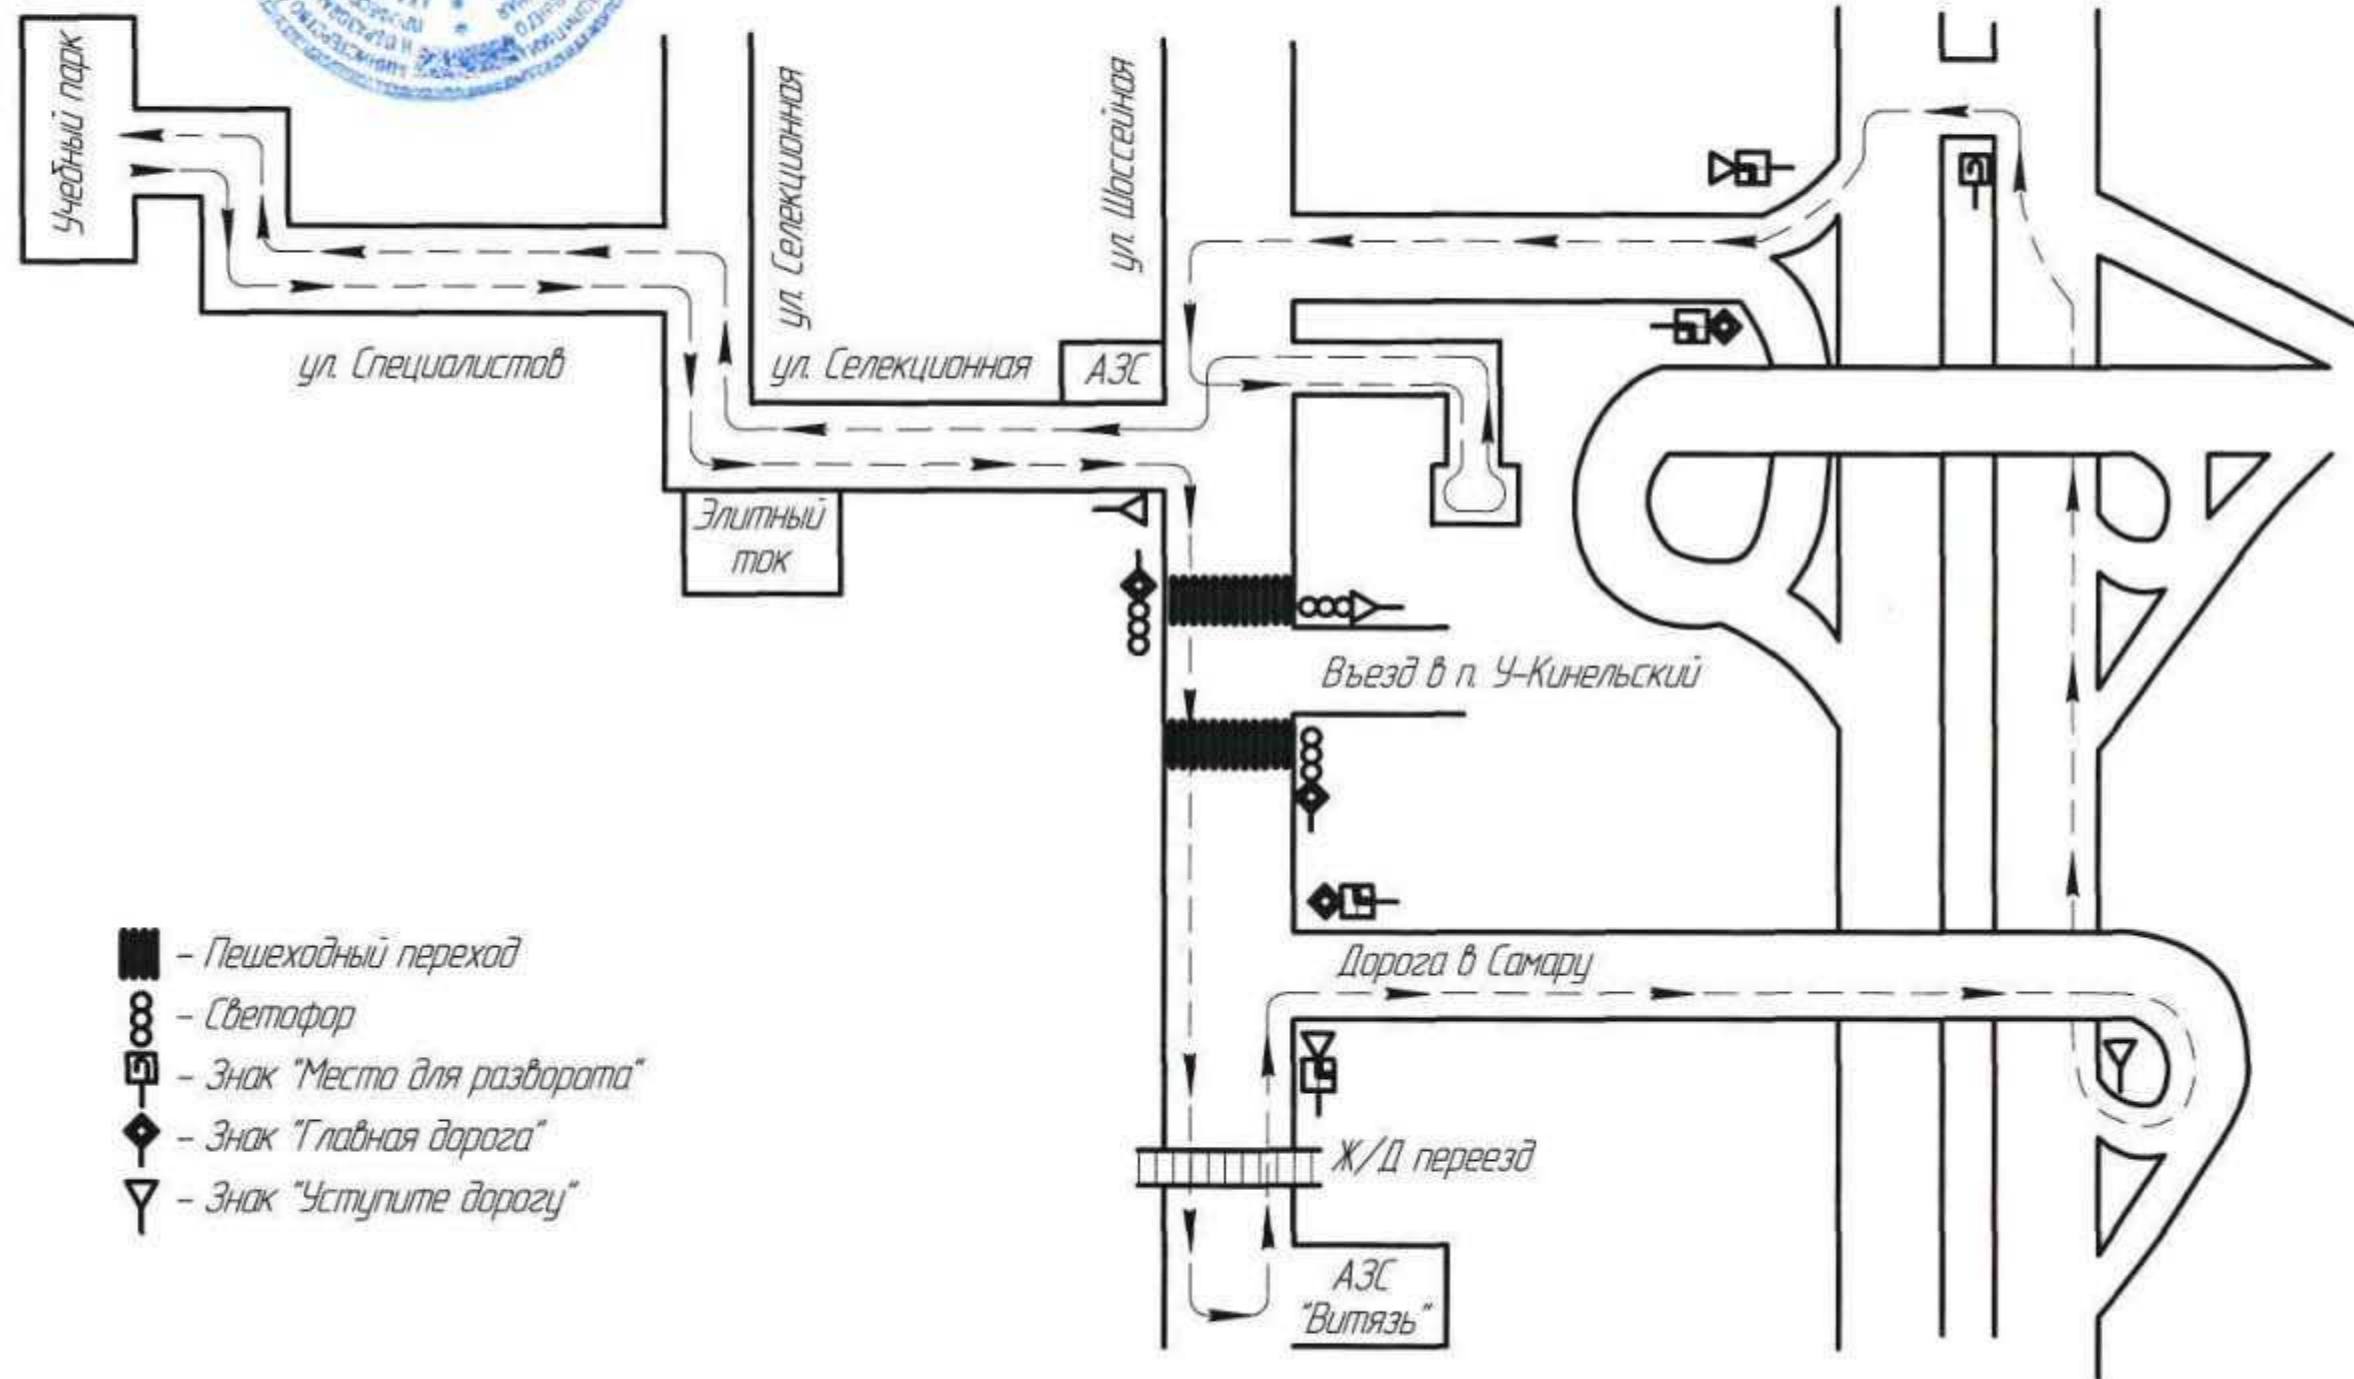 Учебный парк
ул. Специалистов
ул. Селекционная
ул. Селекционная
ул. Шоссейная
АЗС
Элитный
ток
Въезд в п. У-Кинельский
Дорога в Самару
Ж/Д переезд
АЗС
"Витязь"
- Пешеходный переход
- Светофор
- Знак "Место для разворота"
- Знак "Главная дорога"
- Знак "Уступите дорогу"